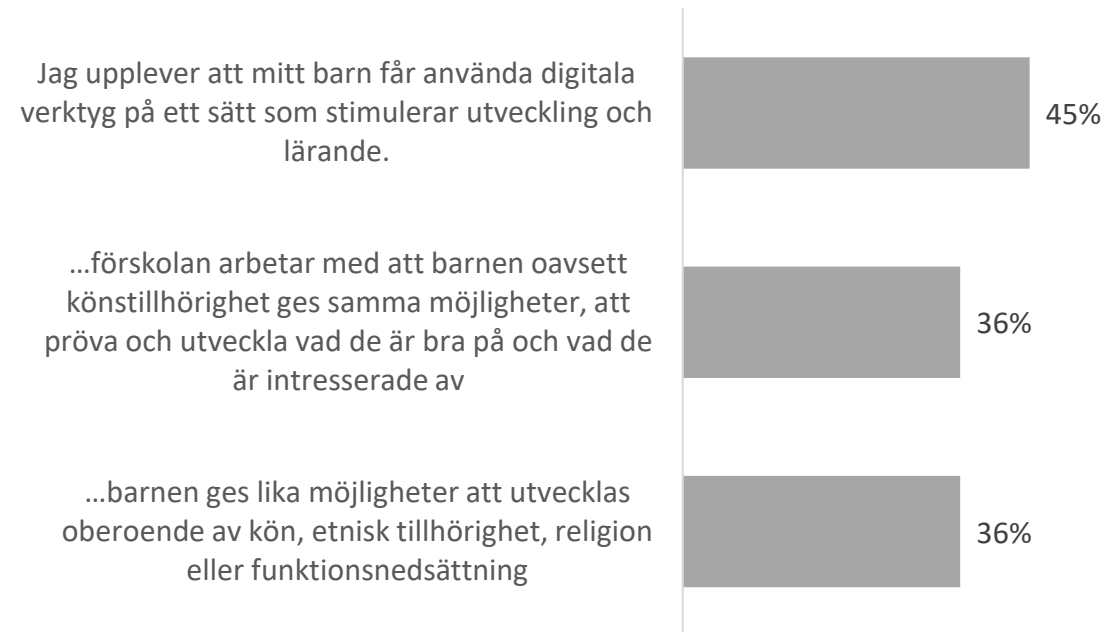 Jag upplever att mitt barn får använda digitala
verktyg på ett sätt som stimulerar utveckling och
lärande.
45%
…förskolan arbetar med att barnen oavsett
könstillhörighet ges samma möjligheter, att
pröva och utveckla vad de är bra på och vad de
är intresserade av
36%
…barnen ges lika möjligheter att utvecklas
oberoende av kön, etnisk tillhörighet, religion
eller funktionsnedsättning
36%